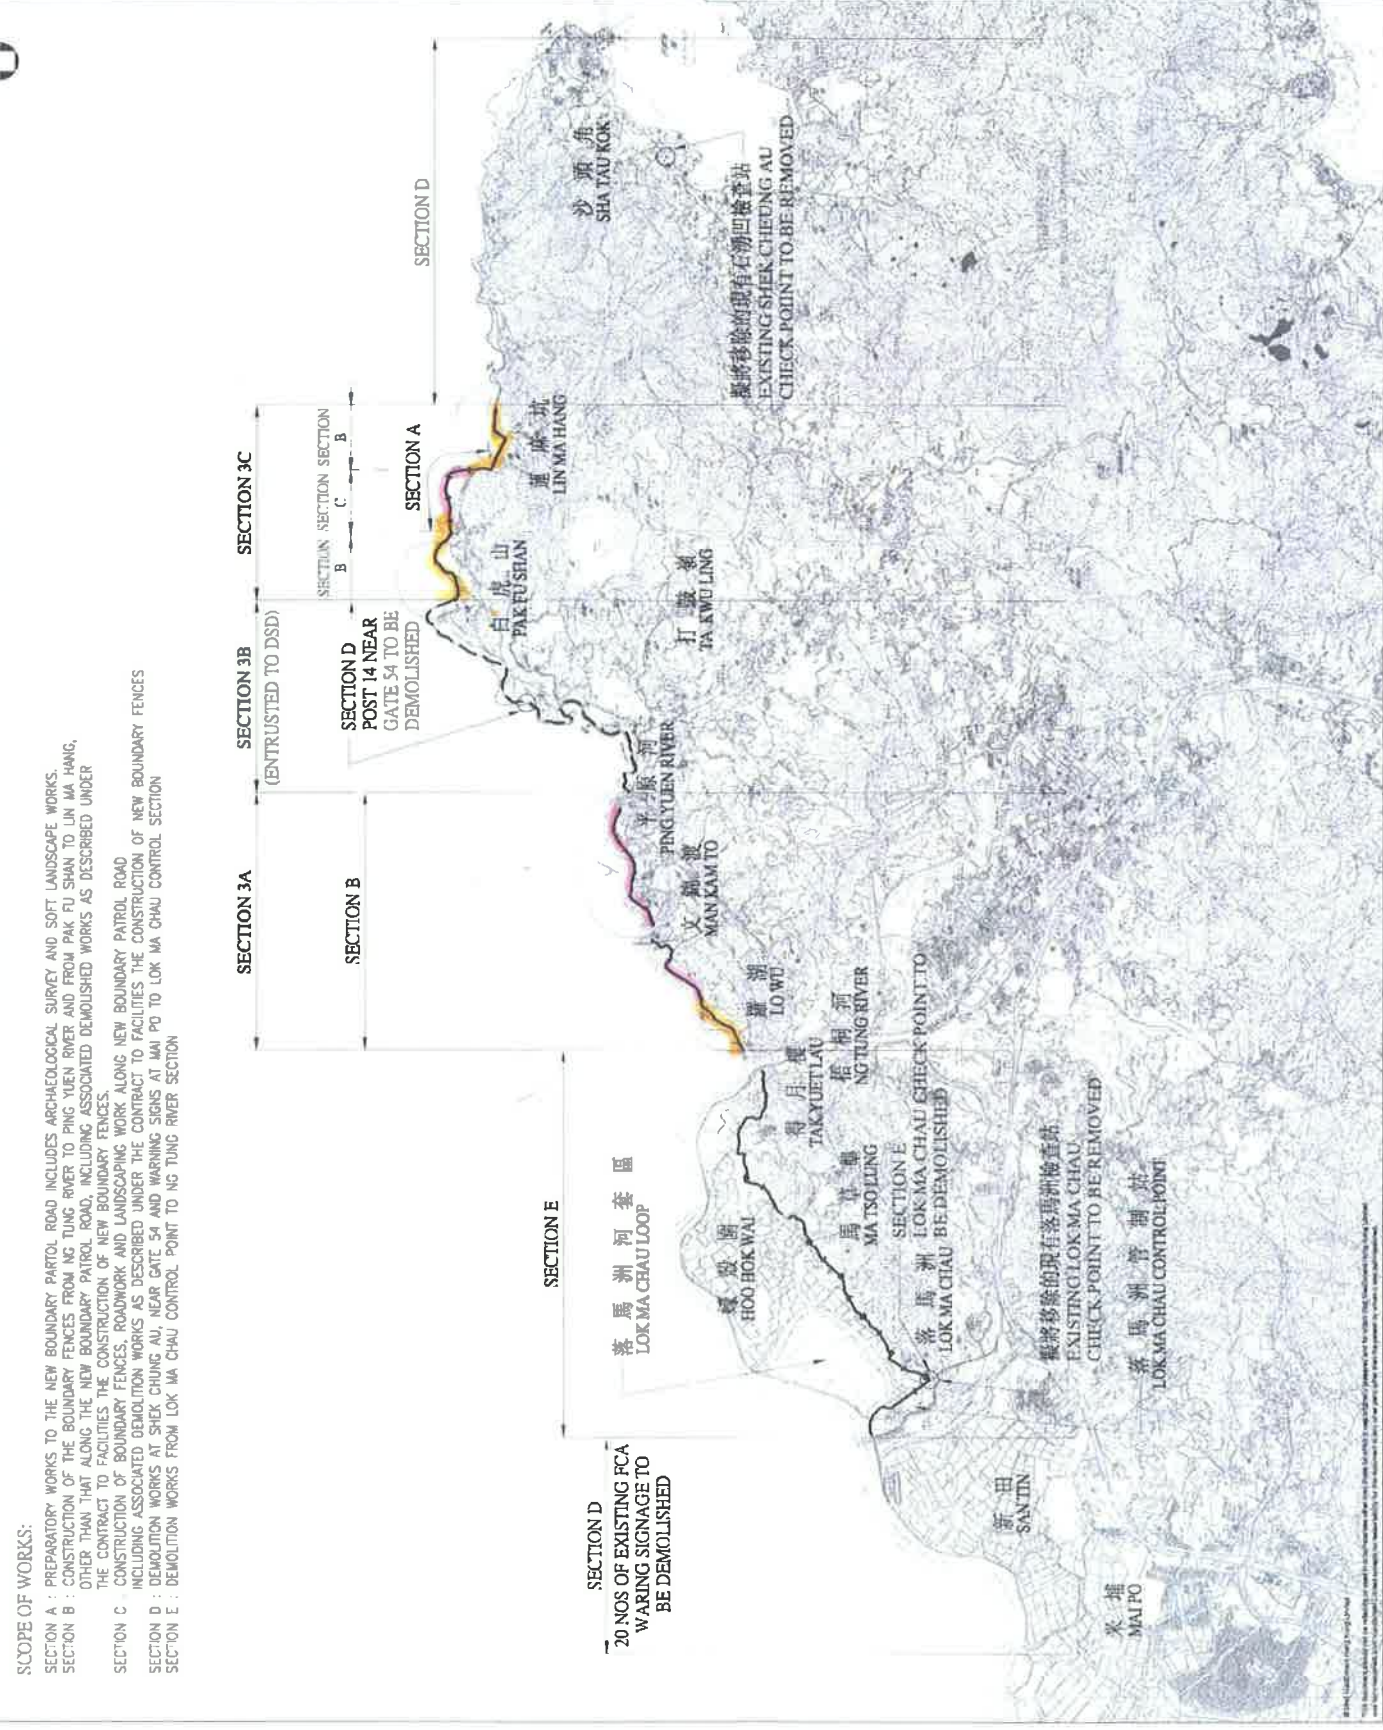 SCOPE OF WORKS:
SECTION A : PREPARATORY WORKS TO THE NEW BOUNDARY PARTOL ROAD INCLUDES ARCHAEOLOGICAL SURVEY AND SOFT LANDSCAPE WORKS.
SECTION B : CONSTRUCTION OF THE BOUNDARY FENCES FROM NG TUNG RIVER TO PING YUEN RIVER AND FROM PAK FU SHAN TO LIN MA HANG,
OTHER THAN THAT ALONG THE NEW BOUNDARY PATROL ROAD, INCLUDING ASSOCIATED DEMOLISHED WORKS AS DESCRIBED UNDER
THE CONTRACT TO FACILITIES THE CONSTRUCTION OF NEW BOUNDARY FENCES.
SECTION C : CONSTRUCTION OF BOUNDARY FENCES, ROADWORK AND LANDSCAPING WORK ALONG NEW BOUNDARY PATROL ROAD
INCLUDING ASSOCIATED DEMOLITION WORKS AS DESCRIBED UNDER THE CONTRACT TO FACILITIES THE CONSTRUCTION OF NEW BOUNDARY FENCES
SECTION D : DEMOLITION WORKS AT SHEK CHUNG AU, NEAR GATE 54 AND WARNING SIGNS AT MAI PO TO LOK MA CHAU CONTROL SECTION
SECTION E : DEMOLITION WORKS FROM LOK MA CHAU CONTROL POINT TO NG TUNG RIVER SECTION
SECTION 3A
SECTION 3B
(ENTRUSTED TO DSD)
SECTION 3C
SECTION B
SECTION D
POST 14 NEAR
GATE 54 TO BE
DEMOLISHED
SECTION SECTION SECTION
B C B
SECTION A
SECTION D
SECTION E
SECTION D
20 NOS OF EXISTING FCA
WARING SIGNAGE TO
BE DEMOLISHED
落馬洲河套區
LOK MA CHAU LOOP
蠔殼圍
HOO HOK WAI
白虎山
PAK FU SHAN
蓮麻坑
LIN MA HANG
沙頭角
SHA TAU KOK
打鼓嶺
TA KWU LING
平原河
PING YUEN RIVER
文錦渡
MAN KAM TO
羅湖
LO WU
梧桐河
NG TUNG RIVER
得月樓
TAK YUET LAU
馬草壟
MA TSO LUNG
SECTION E
LOK MA CHAU CHECK POINT TO
BE DEMOLISHED
落馬洲
LOK MA CHAU
擬將移除的現有石涌凹檢查站
EXISTING SHEK CHEUNG AU
CHECK POINT TO BE REMOVED
擬將移除的現有落馬洲檢查站
EXISTING LOK MA CHAU
CHECK POINT TO BE REMOVED
落馬洲管制站
LOK MA CHAU CONTROL POINT
新田
SAN TIN
米埔
MAI PO